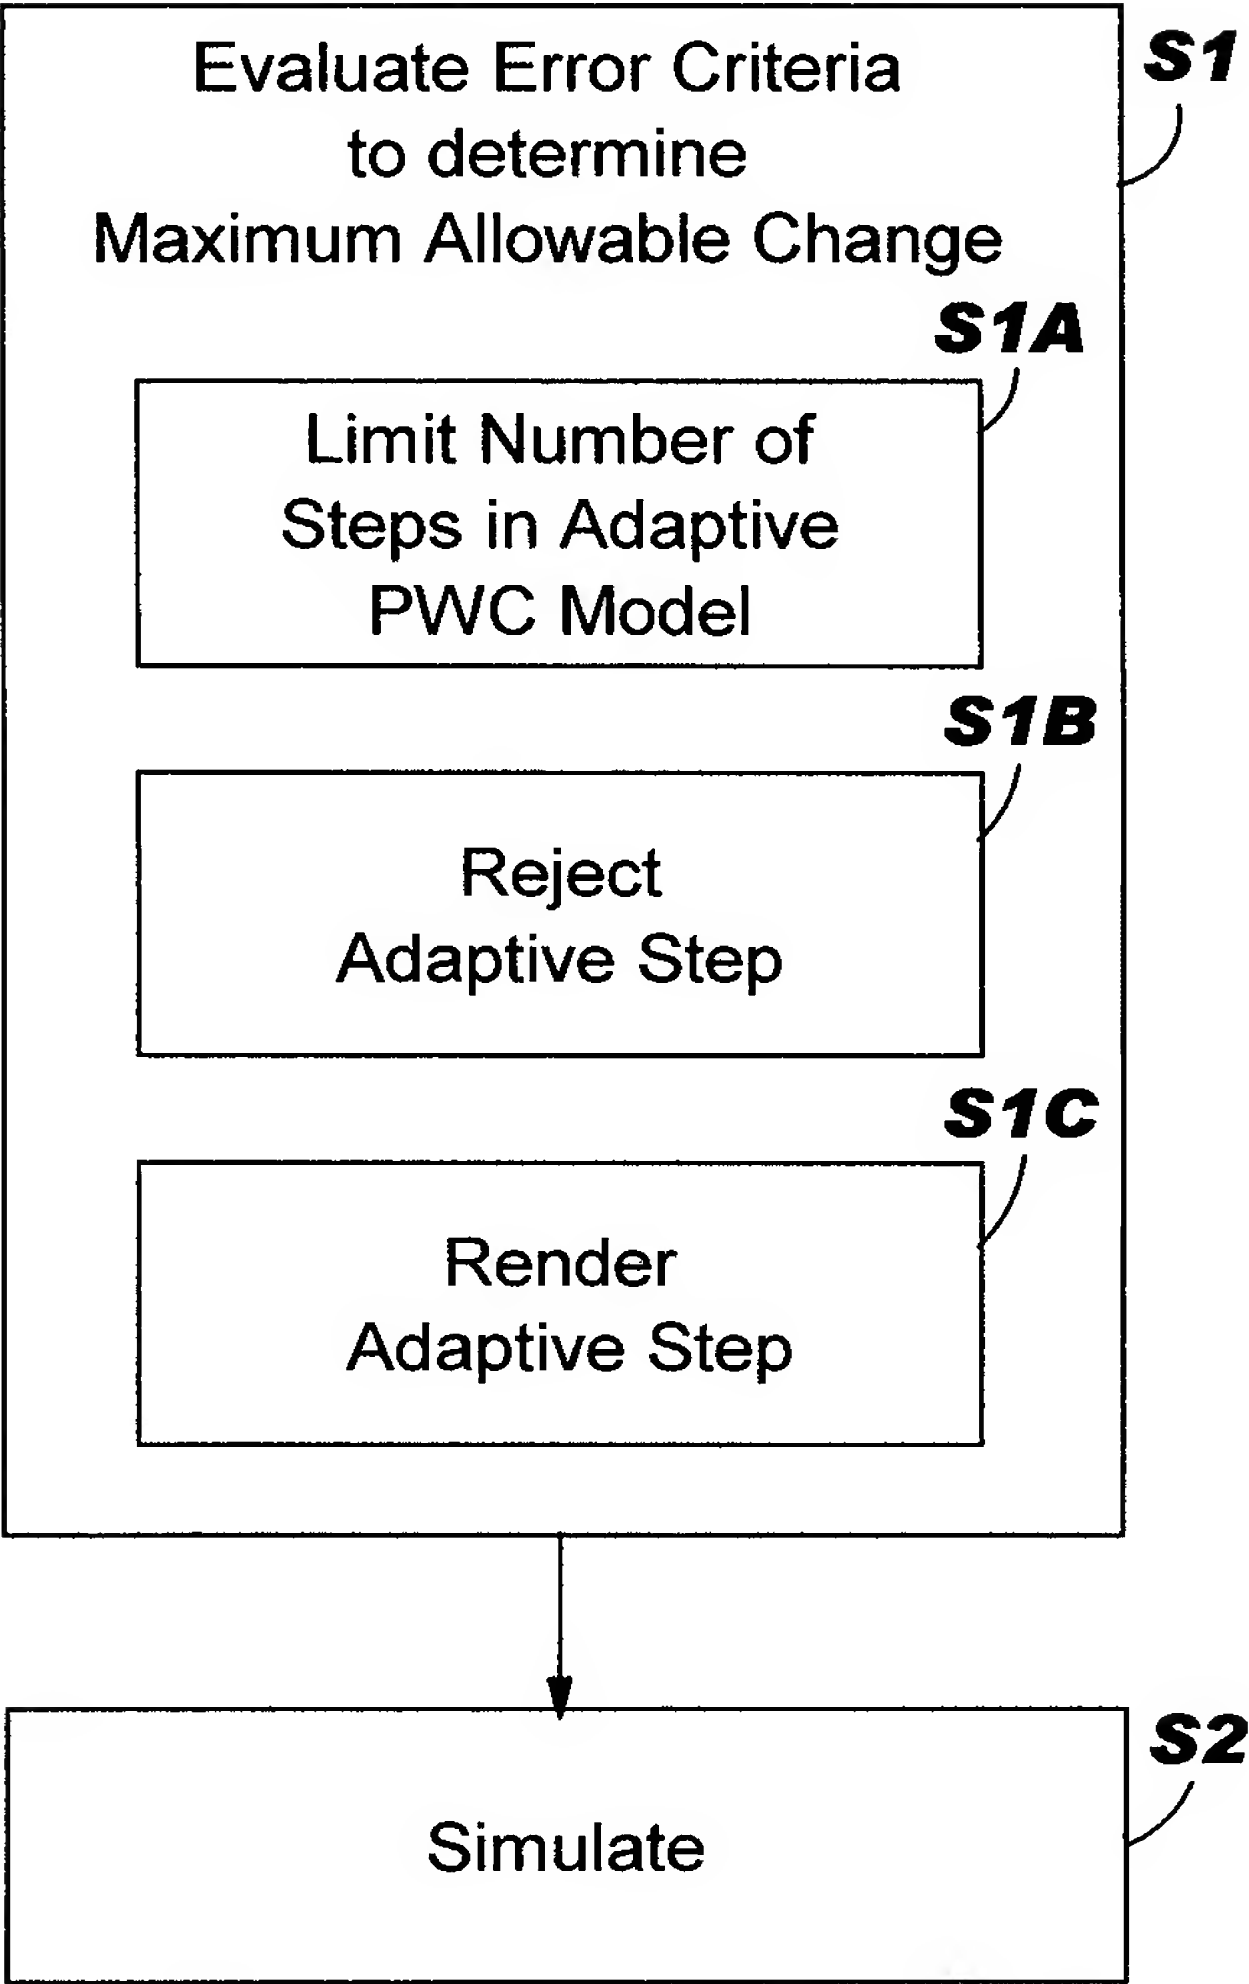 Evaluate Error Criteria
to determine
Maximum Allowable Change
S1
S1A
Limit Number of
Steps in Adaptive
PWC Model
S1B
Reject
Adaptive Step
S1C
Render
Adaptive Step
S2
Simulate